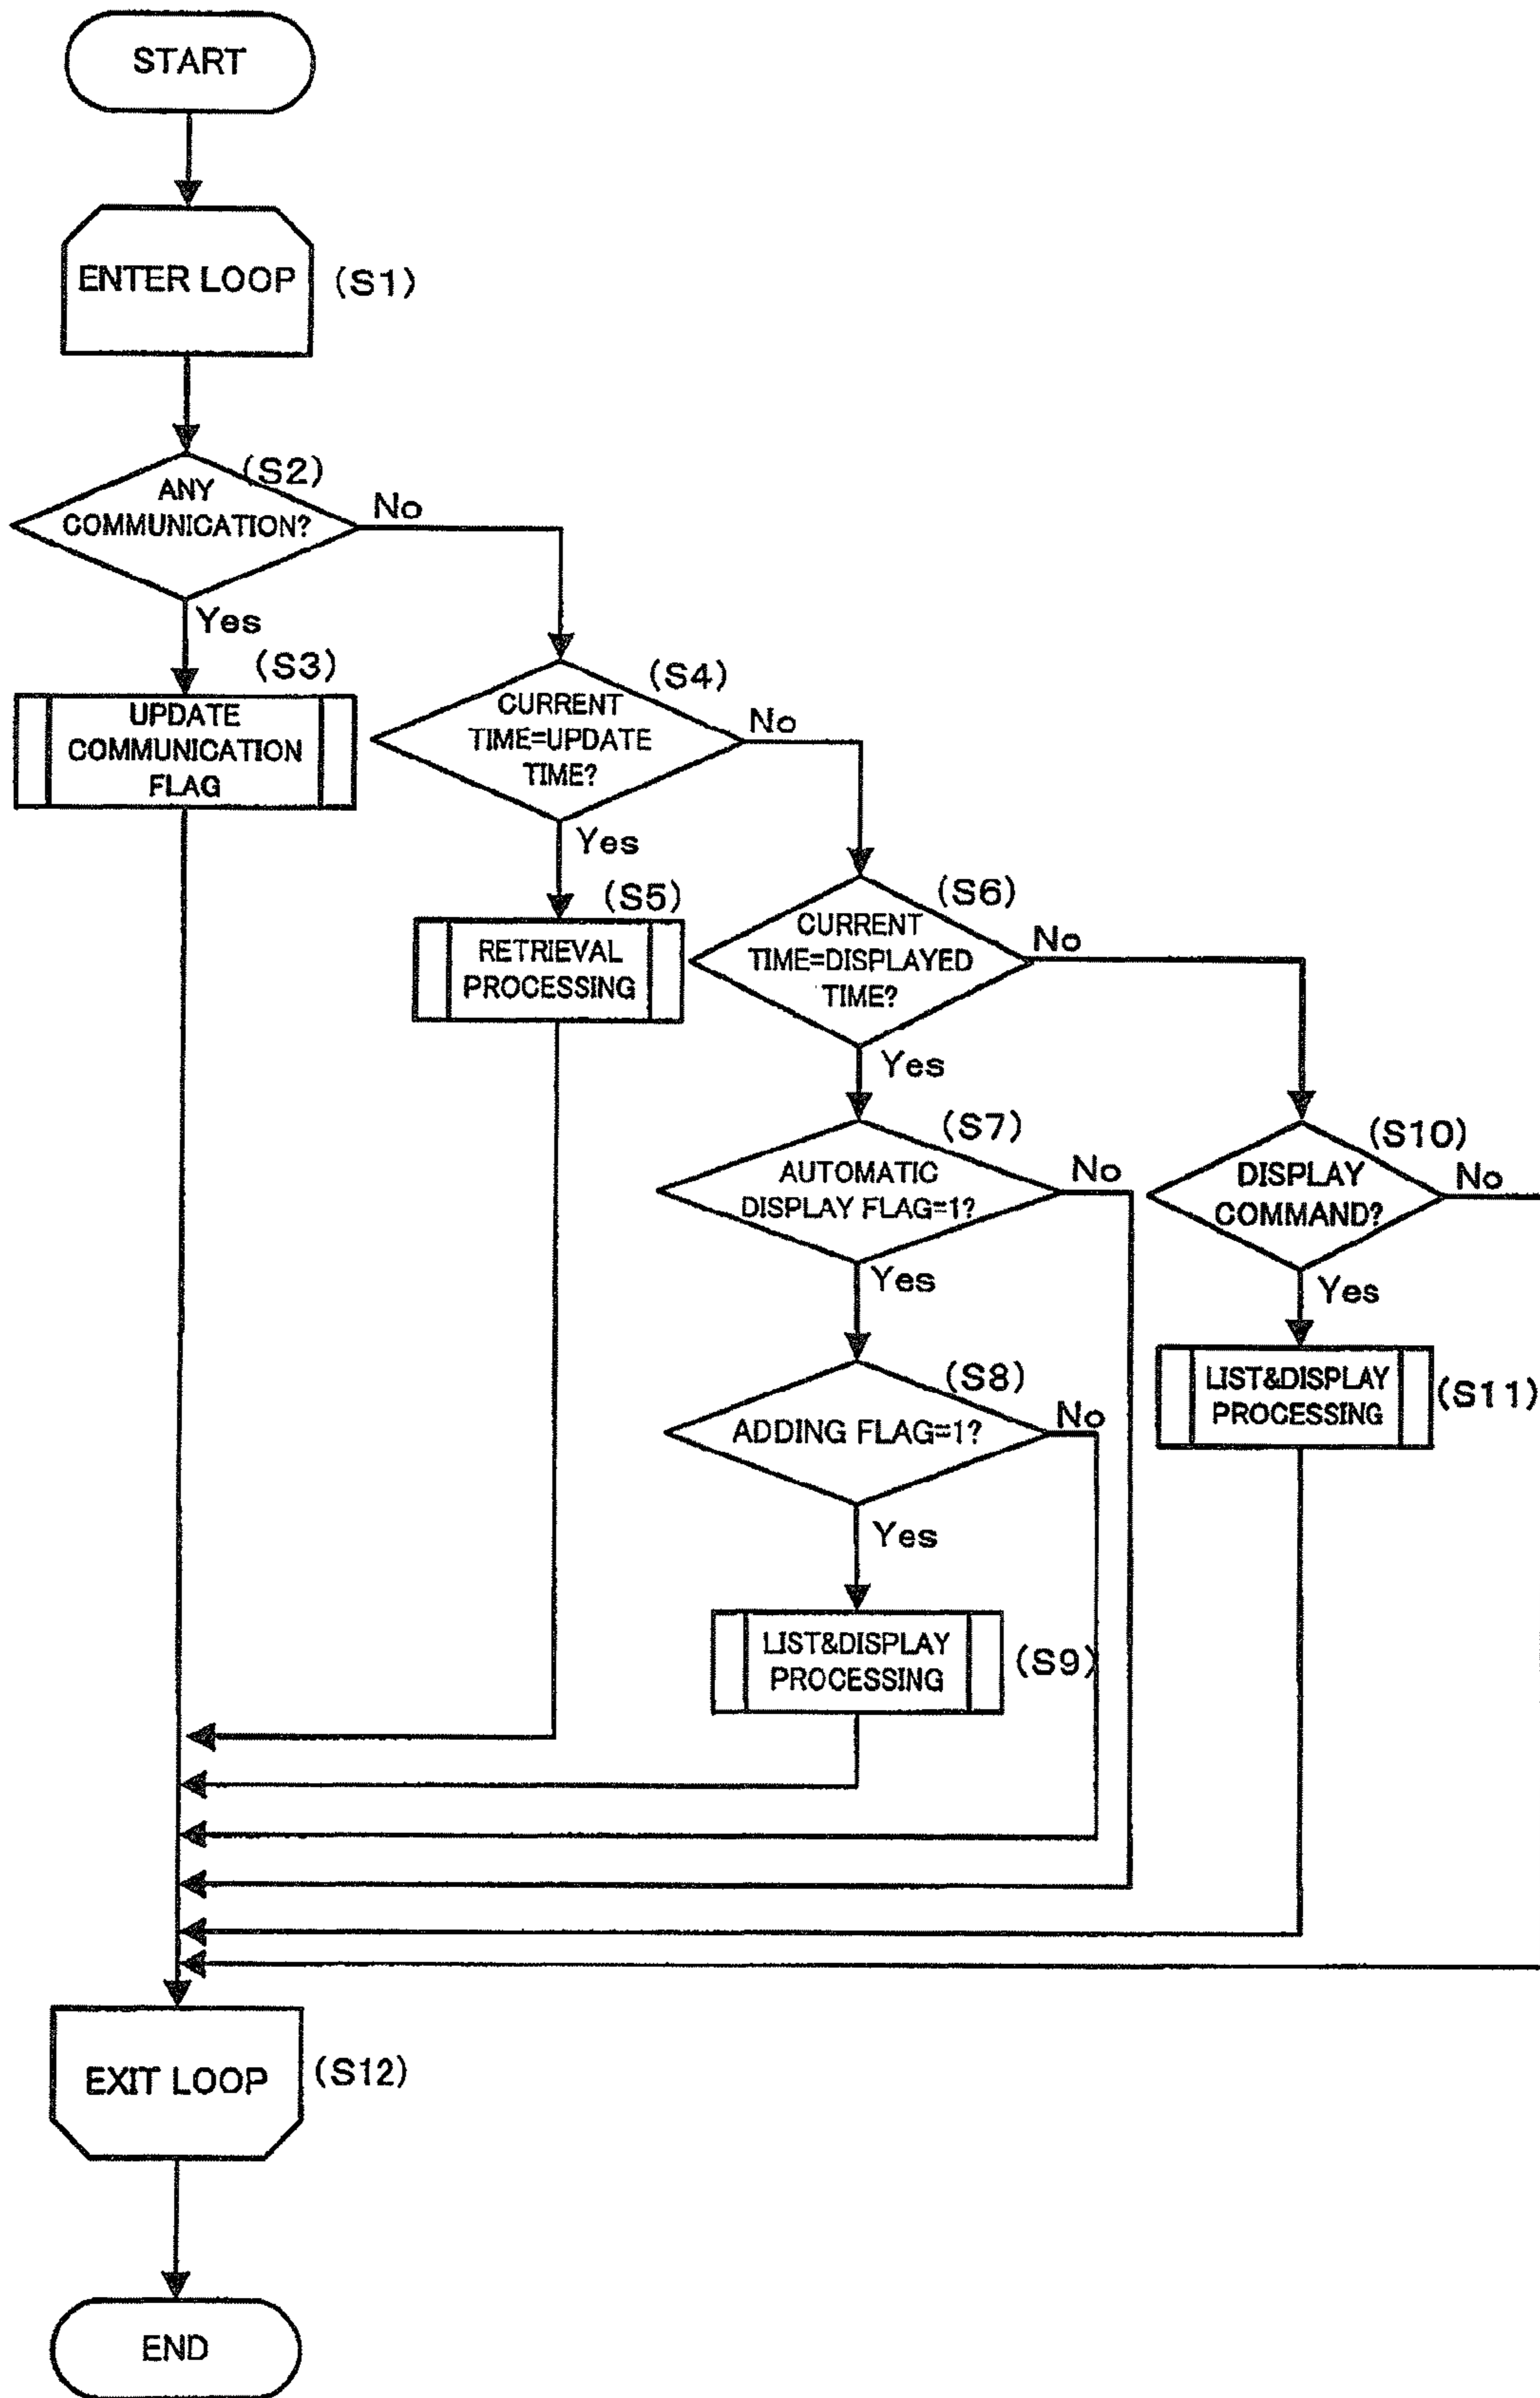 START
ENTER LOOP
(S1)
(S2)
ANY
COMMUNICATION?
No
Yes
(S3)
UPDATE
COMMUNICATION
FLAG
(S4)
CURRENT
TIME=UPDATE
TIME?
No
Yes
(S5)
RETRIEVAL
PROCESSING
(S6)
CURRENT
TIME=DISPLAYED
TIME?
No
Yes
(S7)
AUTOMATIC
DISPLAY FLAG=1?
No
Yes
(S8)
ADDING FLAG=1?
No
Yes
LIST&DISPLAY
PROCESSING
(S9)
(S10)
DISPLAY
COMMAND?
No
Yes
LIST&DISPLAY
PROCESSING
(S11)
EXIT LOOP
(S12)
END